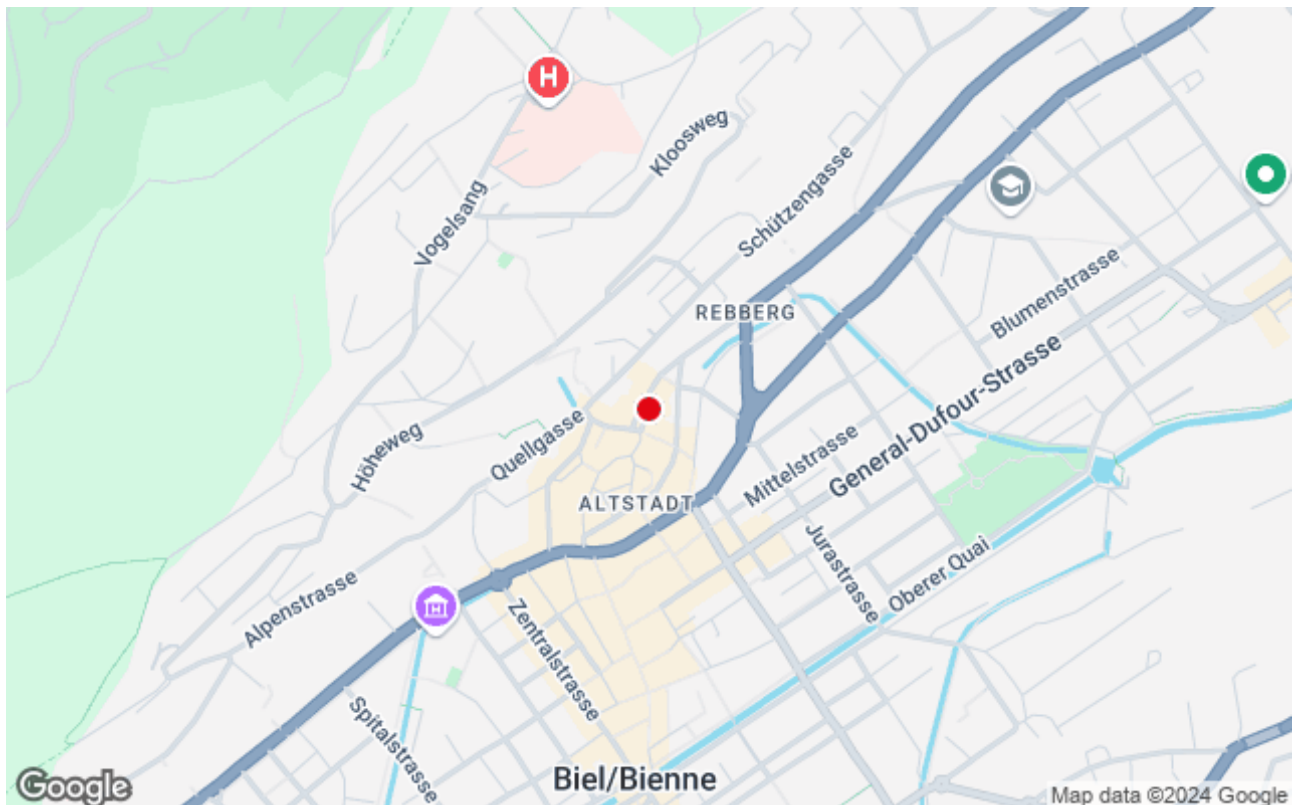 H
Kloosweg
Schützengasse
Vogelsang
REBBERG
Blumenstrasse
General-Dufour-Strasse
Höheweg
Quellgasse
Mittelstrasse
ALTSTADT
Jurastrasse
Oberer Quai
Alpenstrasse
Zentralstrasse
Spitalstrasse
Biel/Bienne
Google
Map data ©2024 Google